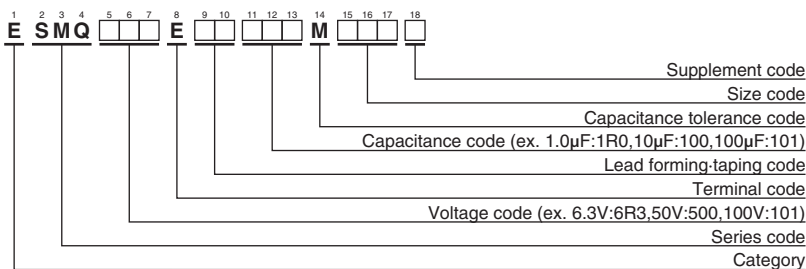 1 2 3 4 5 6 7 8 9 10 11 12 13 14 15 16 17 18
E SMQ □□□ E □□ □□□ M □□□ □
Supplement code
Size code
Capacitance tolerance code
Capacitance code (ex. 1.0µF:1R0,10µF:100,100µF:101)
Lead forming·taping code
Terminal code
Voltage code (ex. 6.3V:6R3,50V:500,100V:101)
Series code
Category